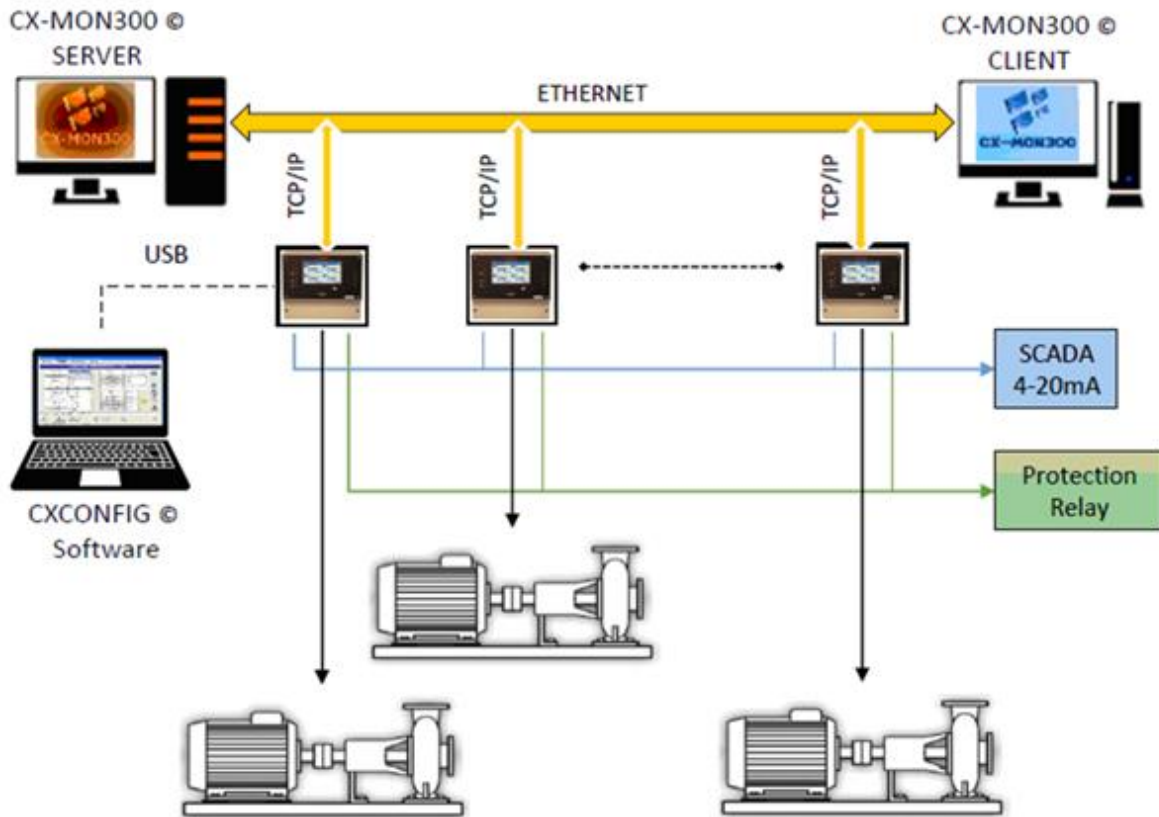 CX-MON300 ©
SERVER
CX-MON300 ©
CLIENT
CX-MON300
CX-MON300
ETHERNET
TCP/IP
TCP/IP
TCP/IP
USB
SCADA
4-20mA
Protection
Relay
CXCONFIG ©
Software